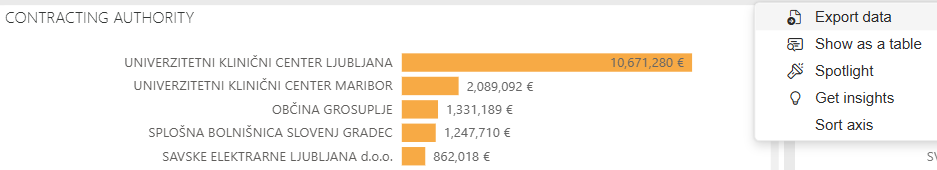 CONTRACTING AUTHORITY
UNIVERZITETNI KLINIČNI CENTER LJUBLJANA 10,671,280 €
UNIVERZITETNI KLINIČNI CENTER MARIBOR 2,089,092 €
OBČINA GROSUPLJE 1,331,189 €
SPLOŠNA BOLNIŠNICA SLOVENJ GRADEC 1,247,710 €
SAVSKE ELEKTRARNE LJUBLJANA d.o.o. 862,018 €
Export data
Show as a table
Spotlight
Get insights
Sort axis